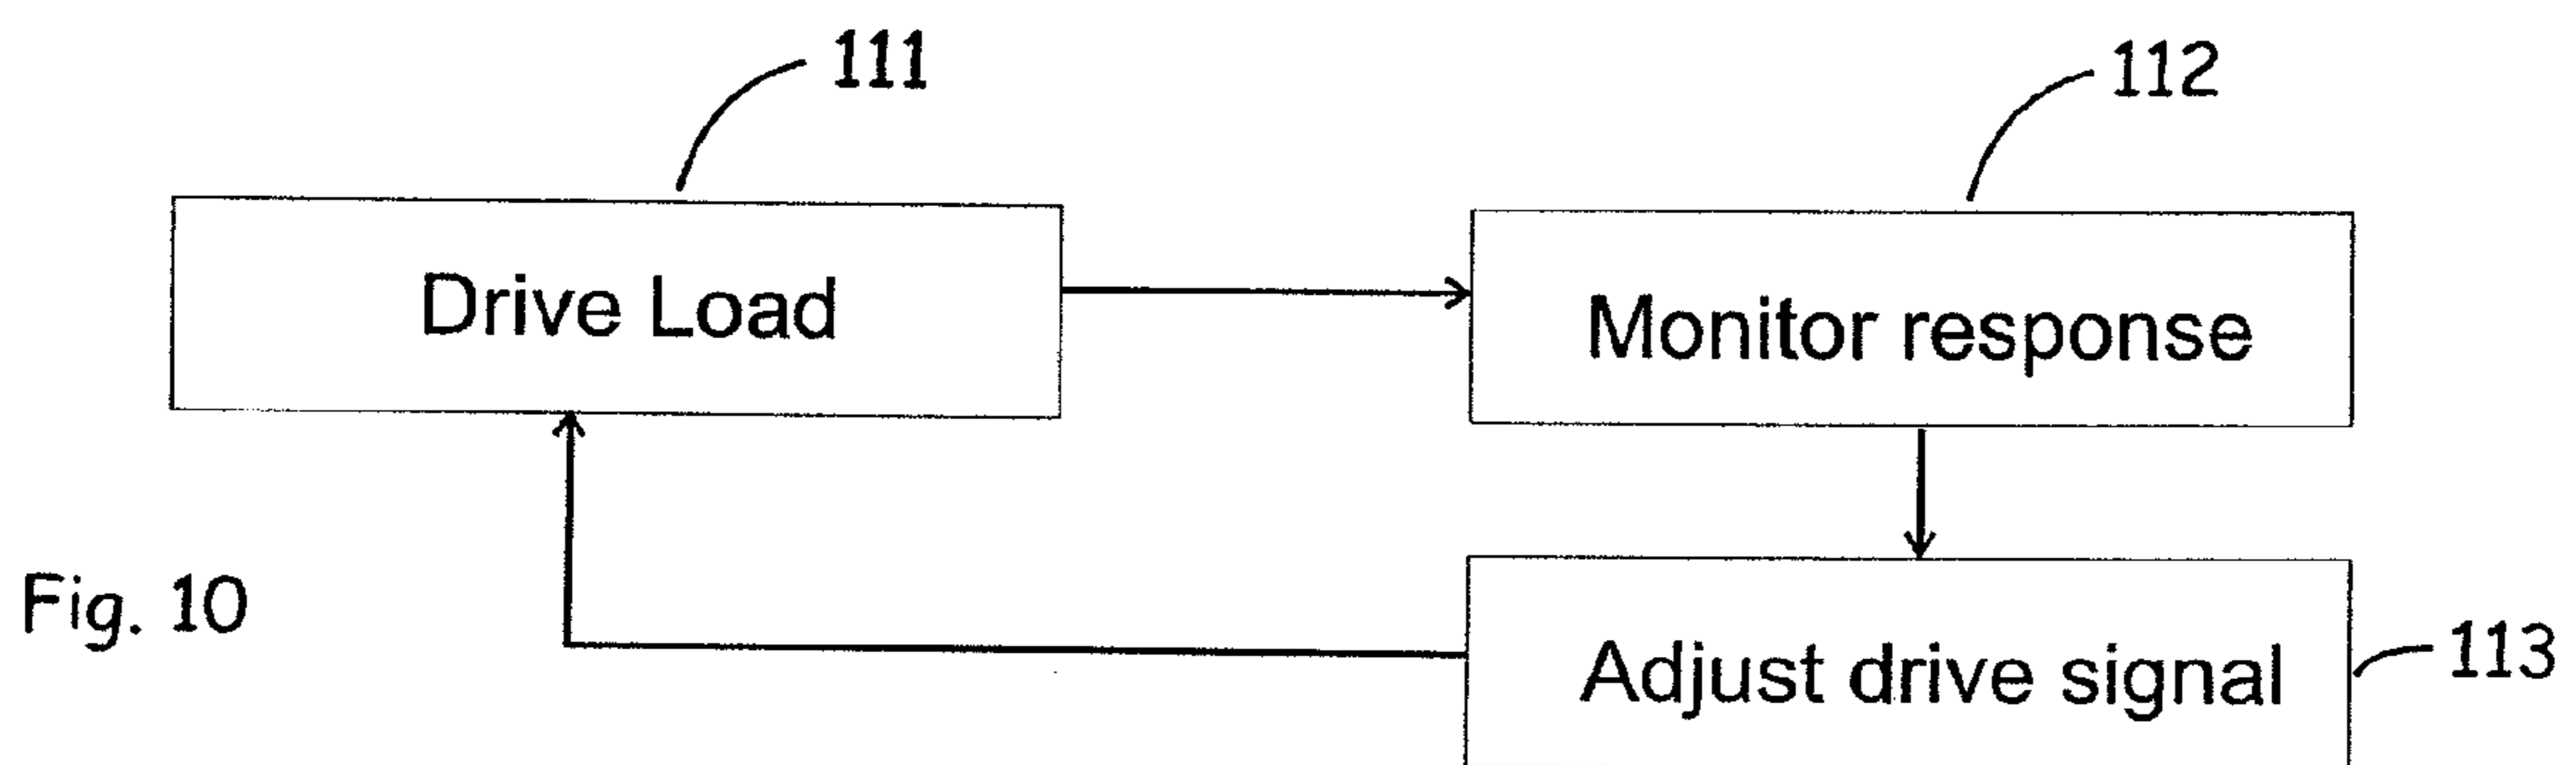 111
112
Drive Load
Monitor response
Fig. 10
Adjust drive signal
113